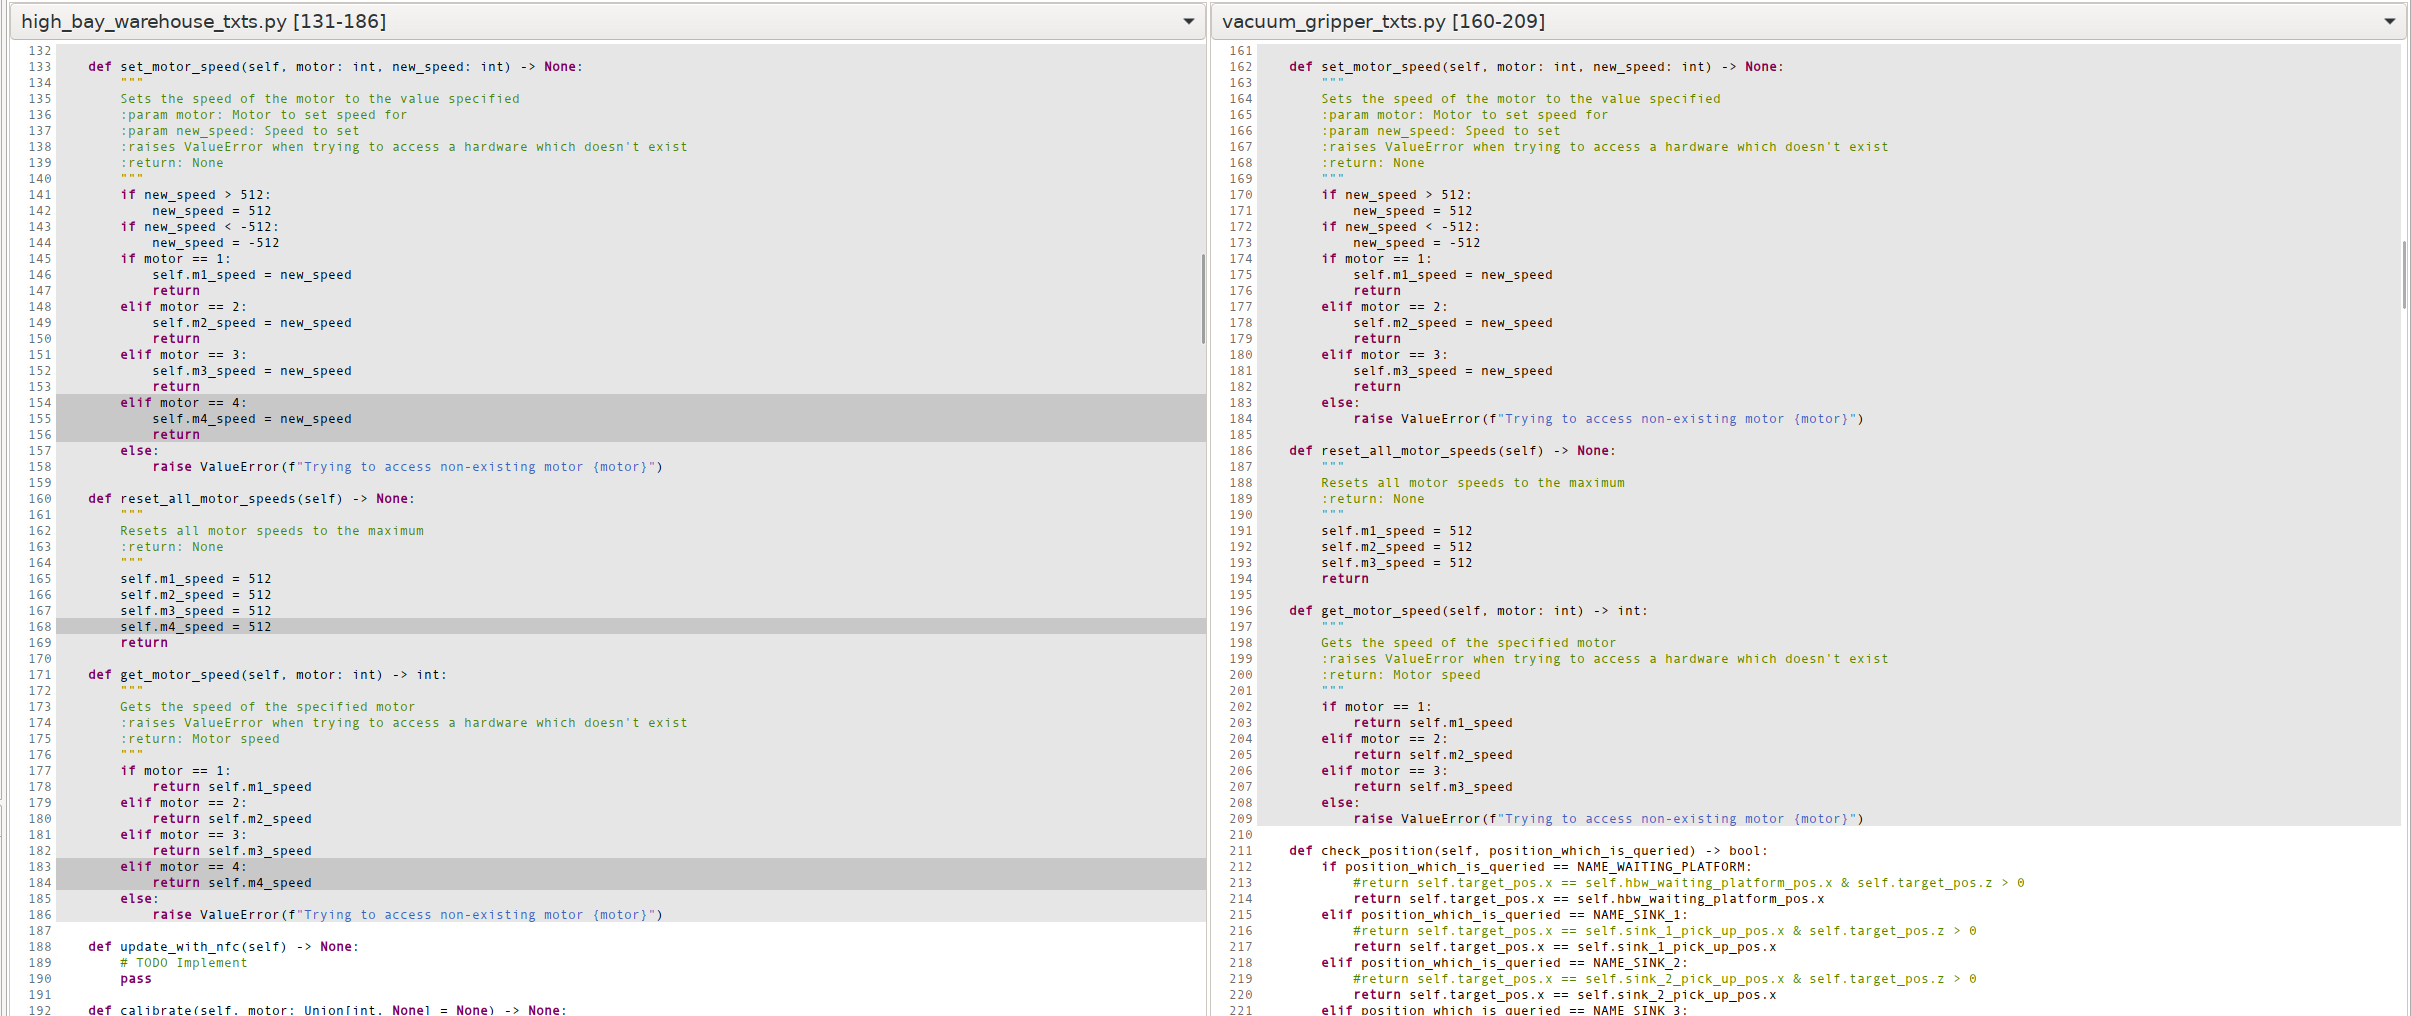 high_bay_warehouse_txts.py [131-186]
132
133     def set_motor_speed(self, motor: int, new_speed: int) -> None:
134         """
135         Sets the speed of the motor to the value specified
136         :param motor: Motor to set speed for
137         :param new_speed: Speed to set
138         :raises ValueError when trying to access a hardware which doesn't exist
139         :return: None
140         """
141         if new_speed > 512:
142             new_speed = 512
143         if new_speed < -512:
144             new_speed = -512
145         if motor == 1:
146             self.m1_speed = new_speed
147             return
148         elif motor == 2:
149             self.m2_speed = new_speed
150             return
151         elif motor == 3:
152             self.m3_speed = new_speed
153             return
154         elif motor == 4:
155             self.m4_speed = new_speed
156             return
157         else:
158             raise ValueError(f"Trying to access non-existing motor {motor}")
159
160     def reset_all_motor_speeds(self) -> None:
161         """
162         Resets all motor speeds to the maximum
163         :return: None
164         """
165         self.m1_speed = 512
166         self.m2_speed = 512
167         self.m3_speed = 512
168         self.m4_speed = 512
169         return
170
171     def get_motor_speed(self, motor: int) -> int:
172         """
173         Gets the speed of the specified motor
174         :raises ValueError when trying to access a hardware which doesn't exist
175         :return: Motor speed
176         """
177         if motor == 1:
178             return self.m1_speed
179         elif motor == 2:
180             return self.m2_speed
181         elif motor == 3:
182             return self.m3_speed
183         elif motor == 4:
184             return self.m4_speed
185         else:
186             raise ValueError(f"Trying to access non-existing motor {motor}")
187
188     def update_with_nfc(self) -> None:
189         # TODO Implement
190         pass
191
192     def calibrate(self, motor: Union[int, None] = None) -> None:
vacuum_gripper_txts.py [160-209]
161
162     def set_motor_speed(self, motor: int, new_speed: int) -> None:
163         """
164         Sets the speed of the motor to the value specified
165         :param motor: Motor to set speed for
166         :param new_speed: Speed to set
167         :raises ValueError when trying to access a hardware which doesn't exist
168         :return: None
169         """
170         if new_speed > 512:
171             new_speed = 512
172         if new_speed < -512:
173             new_speed = -512
174         if motor == 1:
175             self.m1_speed = new_speed
176             return
177         elif motor == 2:
178             self.m2_speed = new_speed
179             return
180         elif motor == 3:
181             self.m3_speed = new_speed
182             return
183         else:
184             raise ValueError(f"Trying to access non-existing motor {motor}")
185
186     def reset_all_motor_speeds(self) -> None:
187         """
188         Resets all motor speeds to the maximum
189         :return: None
190         """
191         self.m1_speed = 512
192         self.m2_speed = 512
193         self.m3_speed = 512
194         return
195
196     def get_motor_speed(self, motor: int) -> int:
197         """
198         Gets the speed of the specified motor
199         :raises ValueError when trying to access a hardware which doesn't exist
200         :return: Motor speed
201         """
202         if motor == 1:
203             return self.m1_speed
204         elif motor == 2:
205             return self.m2_speed
206         elif motor == 3:
207             return self.m3_speed
208         else:
209             raise ValueError(f"Trying to access non-existing motor {motor}")
210
211     def check_position(self, position_which_is_queried) -> bool:
212         if position_which_is_queried == NAME_WAITING_PLATFORM:
213             #return self.target_pos.x == self.hbw_waiting_platform_pos.x & self.target_pos.z > 0
214             return self.target_pos.x == self.hbw_waiting_platform_pos.x
215         elif position_which_is_queried == NAME_SINK_1:
216             #return self.target_pos.x == self.sink_1_pick_up_pos.x & self.target_pos.z > 0
217             return self.target_pos.x == self.sink_1_pick_up_pos.x
218         elif position_which_is_queried == NAME_SINK_2:
219             #return self.target_pos.x == self.sink_2_pick_up_pos.x & self.target_pos.z > 0
220             return self.target_pos.x == self.sink_2_pick_up_pos.x
221         elif position_which_is_queried == NAME_SINK_3: